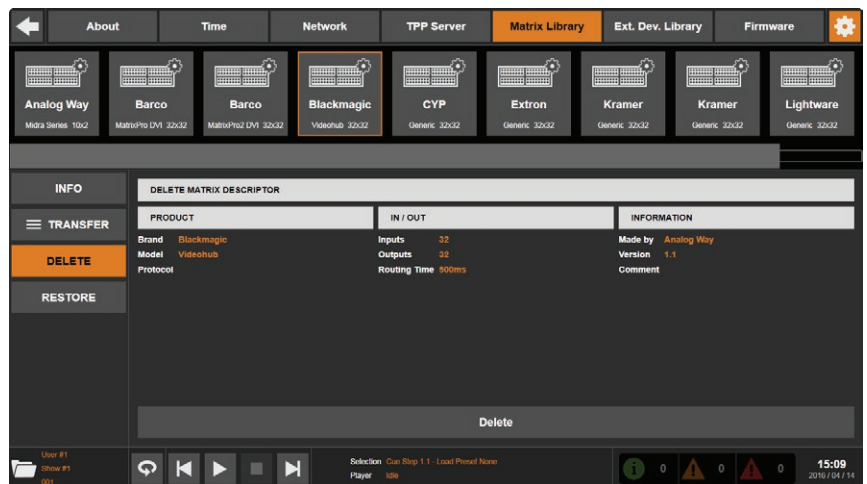 About Time Network TPP Server Matrix Library Ext. Dev. Library Firmware
Analog Way Barco Barco Blackmagic CYP Extron Kramer Kramer Lightware
Midra Series 10x2 MatrixPro DVI 32x32 MatrixPro2 DVI 32x32 Videohub 32x32 Generic 32x32 Generic 32x32 Generic 32x32 Generic 32x32 Generic 32x32
INFO
TRANSFER
DELETE
RESTORE
DELETE MATRIX DESCRIPTOR
PRODUCT IN / OUT INFORMATION
Brand Blackmagic Inputs 32 Made by Analog Way
Model Videohub Outputs 32 Version 1.1
Protocol Routing Time 500ms Comment
Delete
User #1
Show #1
001
Selection Cue Step 1.1 - Load Preset None
Player Idle
0 0 0
15:09
2016 / 04 / 14